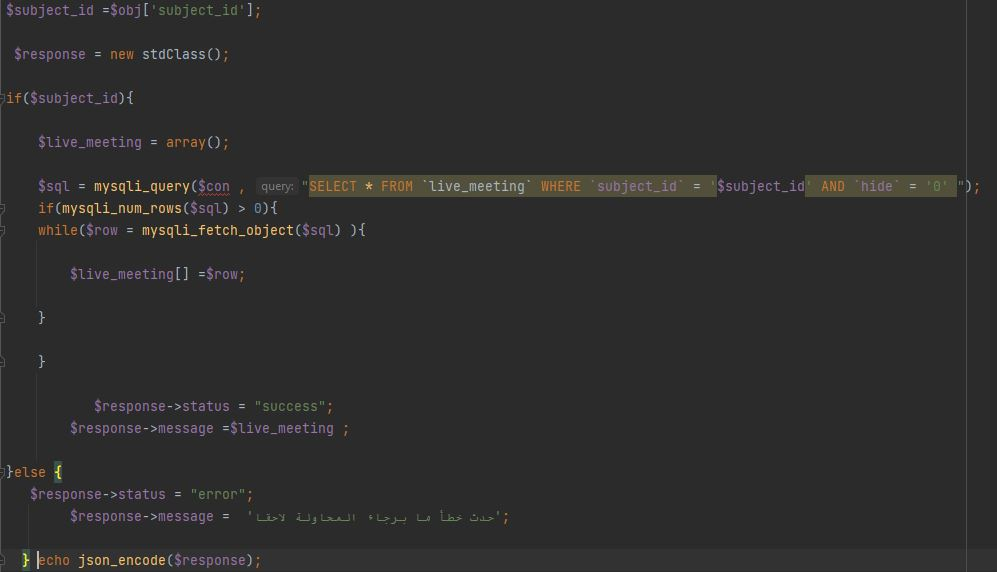 $subject_id =$obj['subject_id'];
$response = new stdClass();
if($subject_id){
$live_meeting = array();
$sql = mysqli_query($con , query: "SELECT * FROM `live_meeting` WHERE `subject_id` = '$subject_id' AND `hide` = '0' ");
if(mysqli_num_rows($sql) > 0){
while($row = mysqli_fetch_object($sql) ){
$live_meeting[] =$row;
}
}
$response->status = "success";
$response->message =$live_meeting ;
}else {
$response->status = "error";
$response->message = 'حدث خطأ ما برجاء المحاولة لاحقا';
} echo json_encode($response);